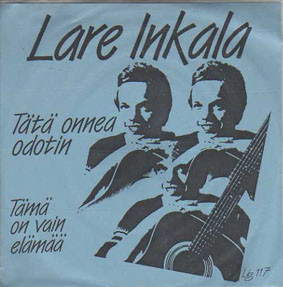 Lare Inkala
Tätä onnea
odotin
Tämä
on vain
elämää